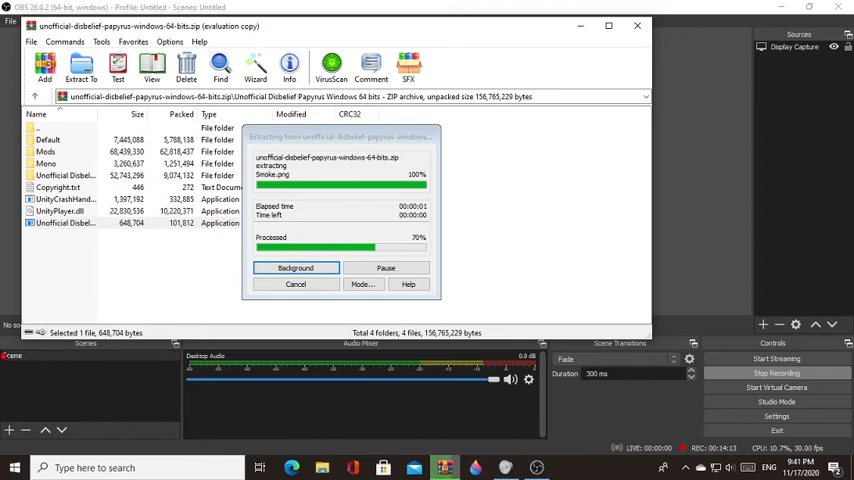 OBS 26.0.2 (64-bit, windows) - Profile: Untitled - Scenes: Untitled
File
unofficial-disbelief-papyrus-windows-64-bits.zip (evaluation copy)
File Commands Tools Favorites Options Help
Add Extract To Test View Delete Find Wizard Info VirusScan Comment SFX
unofficial-disbelief-papyrus-windows-64-bits.zip\Unofficial Disbelief Papyrus Windows 64 bits - ZIP archive, unpacked size 156,765,229 bytes
Name Size Packed Type Modified CRC32
.. File folder
Default 7,445,088 5,788,138 File folder
Mods 68,439,330 62,818,437 File folder
Mono 3,260,637 1,251,494 File folder
Unofficial Disbel... 52,743,296 9,074,132 File folder
Copyright.txt 446 272 Text Docume
UnityCrashHand... 1,397,192 332,885 Application
UnityPlayer.dll 22,830,536 10,220,371 Application
Unofficial Disbel... 648,704 101,812 Application
Extracting from unofficial-disbelief-papyrus-windows...
unofficial-disbelief-papyrus-windows-64-bits.zip
extracting
Smoke.png 100%
Elapsed time 00:00:01
Time left 00:00:00
Processed 70%
Background Pause
Cancel Mode... Help
Selected 1 file, 648,704 bytes Total 4 folders, 4 files, 156,765,229 bytes
Sources
Display Capture
No so
Scenes Audio Mixer Scene Transitions Controls
Scene
Desktop Audio 0.0 dB
Fade
Duration 300 ms
Start Streaming
Stop Recording
Start Virtual Camera
Studio Mode
Settings
Exit
LIVE: 00:00:00 REC: 00:14:13 CPU: 10.7%, 30.00 fps
Type here to search
ENG
9:41 PM
11/17/2020
2